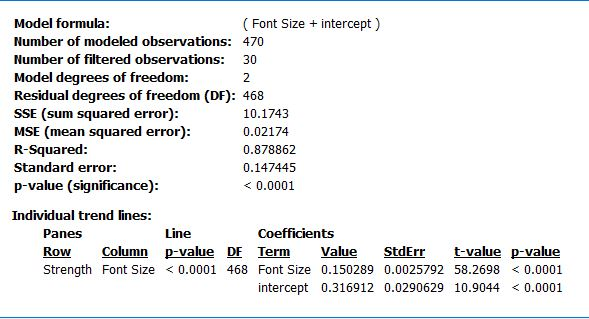 Model formula: ( Font Size + intercept )
Number of modeled observations: 470
Number of filtered observations: 30
Model degrees of freedom: 2
Residual degrees of freedom (DF): 468
SSE (sum squared error): 10.1743
MSE (mean squared error): 0.02174
R-Squared: 0.878862
Standard error: 0.147445
p-value (significance): < 0.0001
Individual trend lines:
Panes Line Coefficients
Row Column p-value DF Term Value StdErr t-value p-value
Strength Font Size < 0.0001 468 Font Size 0.150289 0.0025792 58.2698 < 0.0001
intercept 0.316912 0.0290629 10.9044 < 0.0001